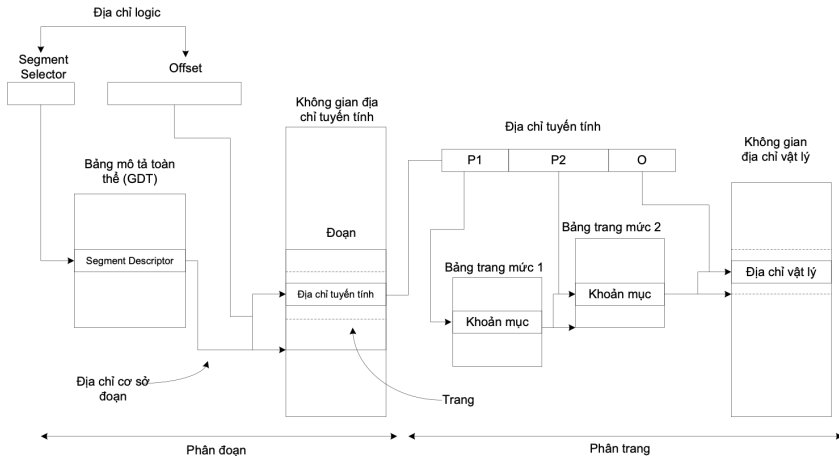 Địa chỉ logic
Segment
Selector
Offset
Không gian địa
chỉ tuyến tính
Địa chỉ tuyến tính
Không gian
địa chỉ vật lý
P1
P2
O
Bảng mô tả toàn
thể (GDT)
Đoạn
Bảng trang mức 2
Segment Descriptor
Bảng trang mức 1
Địa chỉ vật lý
Địa chỉ tuyến tính
Khoản mục
Khoản mục
Địa chỉ cơ sở
đoạn
Trang
Phân đoạn
Phân trang